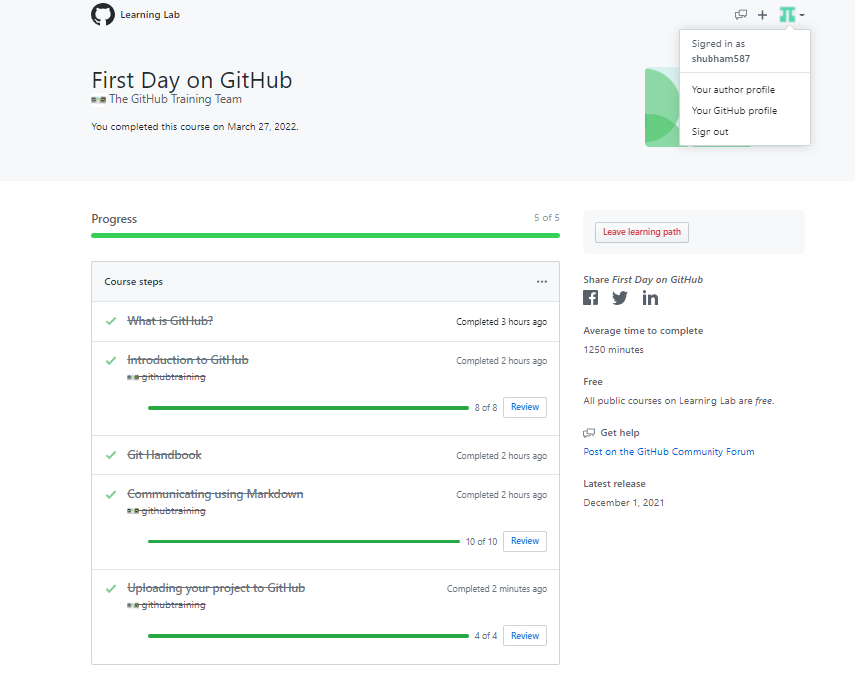 Learning Lab
Signed in as
shubham587
Your author profile
Your GitHub profile
Sign out
First Day on GitHub
The GitHub Training Team
You completed this course on March 27, 2022.
Progress
5 of 5
Course steps
What is GitHub?
Completed 3 hours ago
Introduction to GitHub
Completed 2 hours ago
githubtraining
8 of 8
Review
Git Handbook
Completed 2 hours ago
Communicating using Markdown
Completed 2 hours ago
githubtraining
10 of 10
Review
Uploading your project to GitHub
Completed 2 minutes ago
githubtraining
4 of 4
Review
Leave learning path
Share First Day on GitHub
Average time to complete
1250 minutes
Free
All public courses on Learning Lab are free.
Get help
Post on the GitHub Community Forum
Latest release
December 1, 2021